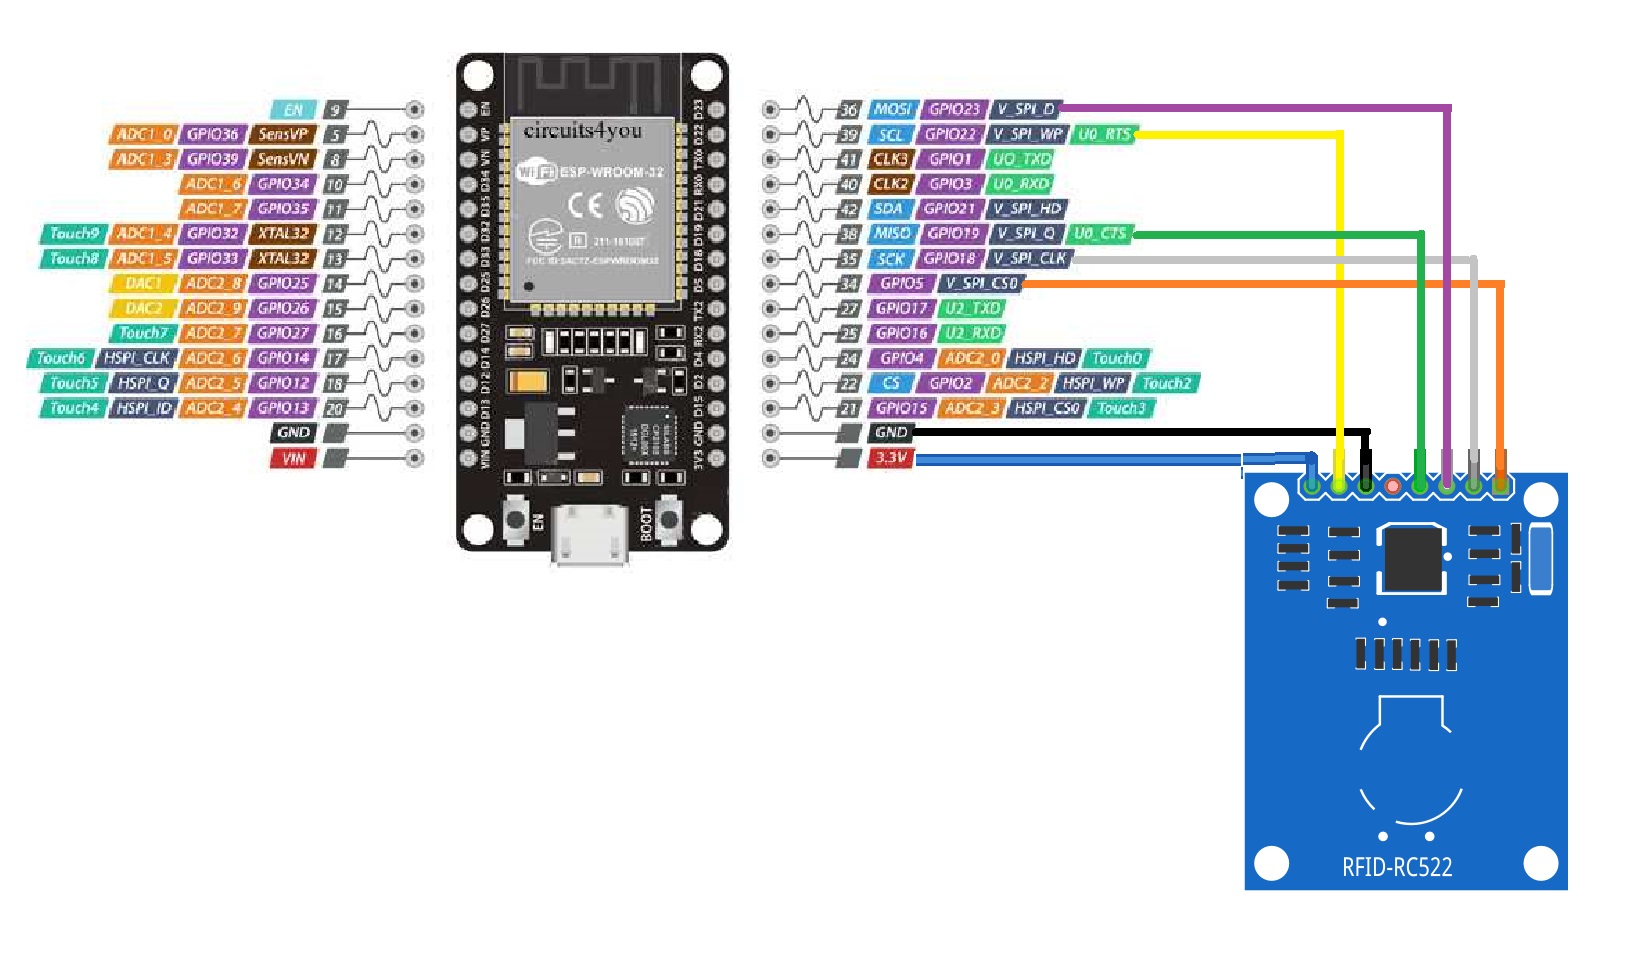 EN 9
ADC1_0 GPIO36 SensVP 5
ADC1_3 GPIO39 SensVN 8
ADC1_6 GPIO34 10
ADC1_7 GPIO35 11
Touch9 ADC1_4 GPIO32 XTAL32 12
Touch8 ADC1_5 GPIO33 XTAL32 13
DAC1 ADC2_8 GPIO25 14
DAC2 ADC2_9 GPIO26 15
Touch7 ADC2_7 GPIO27 16
Touch6 HSPI_CLK ADC2_6 GPIO14 17
Touch5 HSPI_Q ADC2_5 GPIO12 18
Touch4 HSPI_ID ADC2_4 GPIO13 20
GND
VIN
EN
VP
VN
D34
D35
D32
D33
D25
D26
D27
D14
D12
D13
GND
VIN
circuits4you
WiFi ESP-WROOM-32
CE
R 211-161007
EN
BOOT
D23
D22
TX0
RX0
D21
D19
D18
D5
TX2
RX2
D4
D2
D15
GND
3V3
36 MOSI GPIO23 V_SPI_D
39 SCL GPIO22 V_SPI_WP U0_RTS
41 CLK3 GPIO1 UO_TXD
40 CLK2 GPIO3 U0_RXD
42 SDA GPIO21 V_SPI_HD
38 MISO GPIO19 V_SPI_Q U0_CTS
35 SCK GPIO18 V_SPI_CLK
34 GPIO5 V_SPI_CS0
27 GPIO17 U2_TXD
25 GPIO16 U2_RXD
24 GPIO4 ADC2_0 HSPI_HD Touch0
22 CS GPIO2 ADC2_2 HSPI_WP Touch2
21 GPIO15 ADC2_3 HSPI_CS0 Touch3
GND
3.3V
RFID-RC522